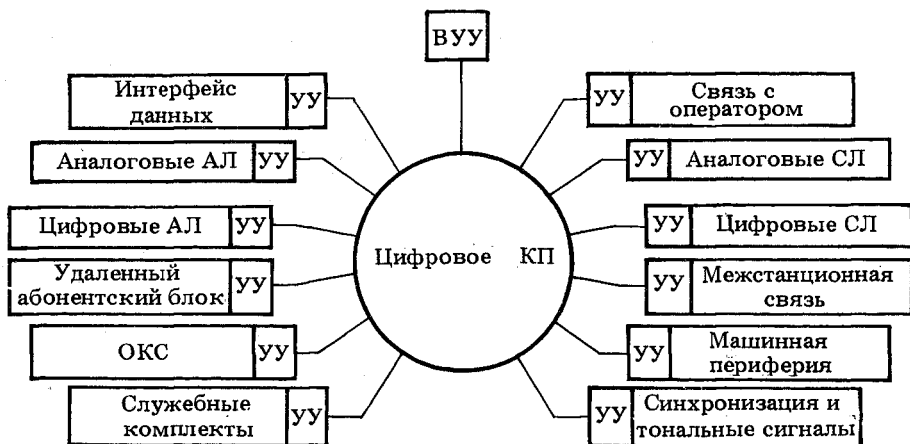 ВУУ
Интерфейс
данных
УУ
УУ
Связь с
оператором
Аналоговые АЛ
УУ
УУ
Аналоговые СЛ
Цифровые АЛ
УУ
УУ
Цифровые СЛ
Цифровое КП
Удаленный
абонентский блок
УУ
УУ
Межстанционная
связь
ОКС
УУ
УУ
Машинная
периферия
Служебные
комплекты
УУ
УУ
Синхронизация и
тональные сигналы